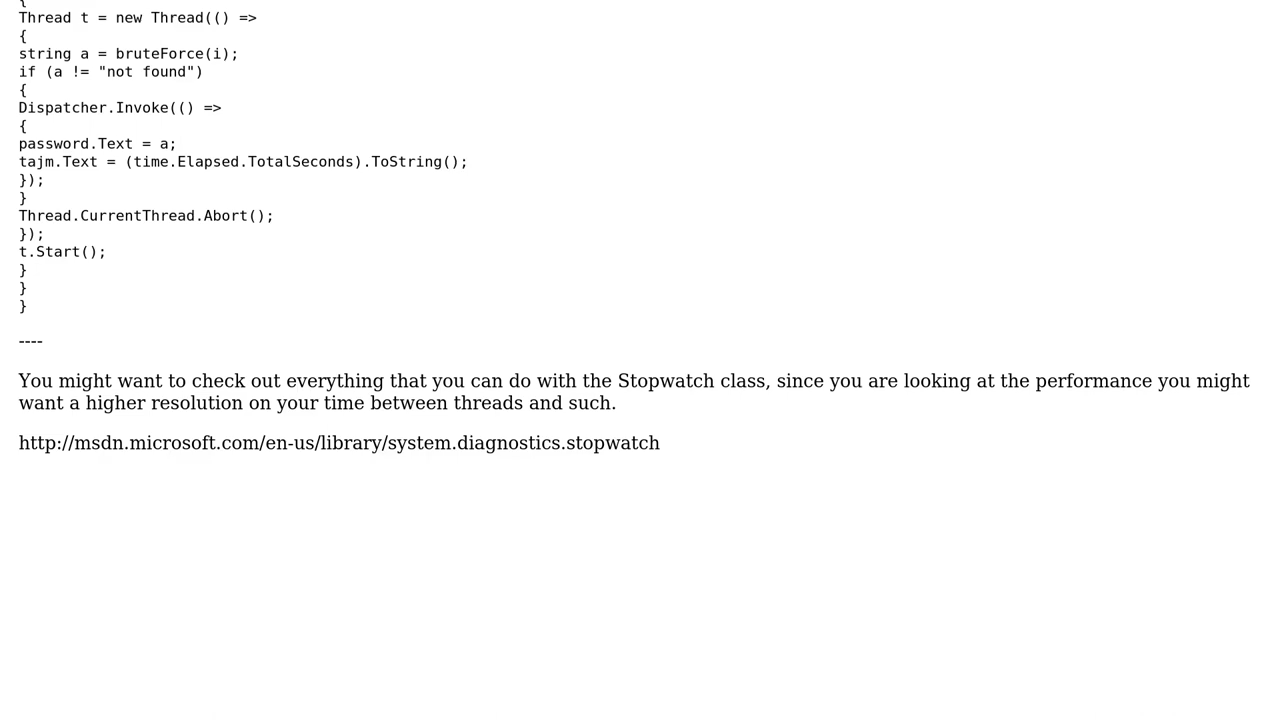 {
Thread t = new Thread(() =>
{
string a = bruteForce(i);
if (a != "not found")
{
Dispatcher.Invoke(() =>
{
password.Text = a;
tajm.Text = (time.Elapsed.TotalSeconds).ToString();
});
}
Thread.CurrentThread.Abort();
});
t.Start();
}
}
}
----
You might want to check out everything that you can do with the Stopwatch class, since you are looking at the performance you might
want a higher resolution on your time between threads and such.
http://msdn.microsoft.com/en-us/library/system.diagnostics.stopwatch